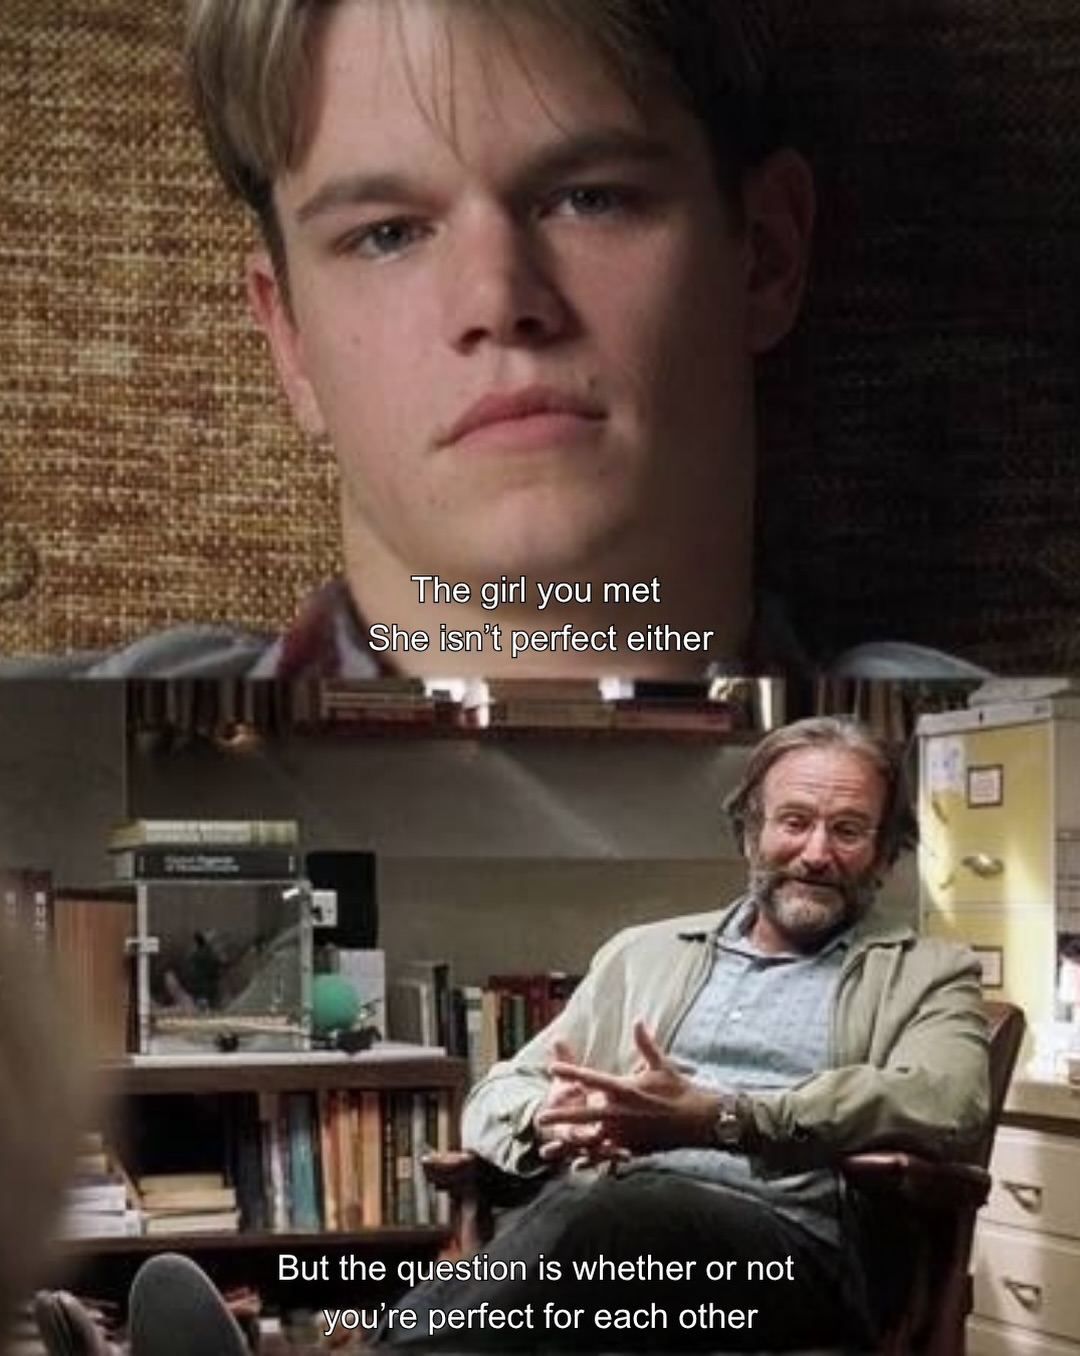 The girl you met
She isn't perfect either
But the question is whether or not
you're perfect for each other